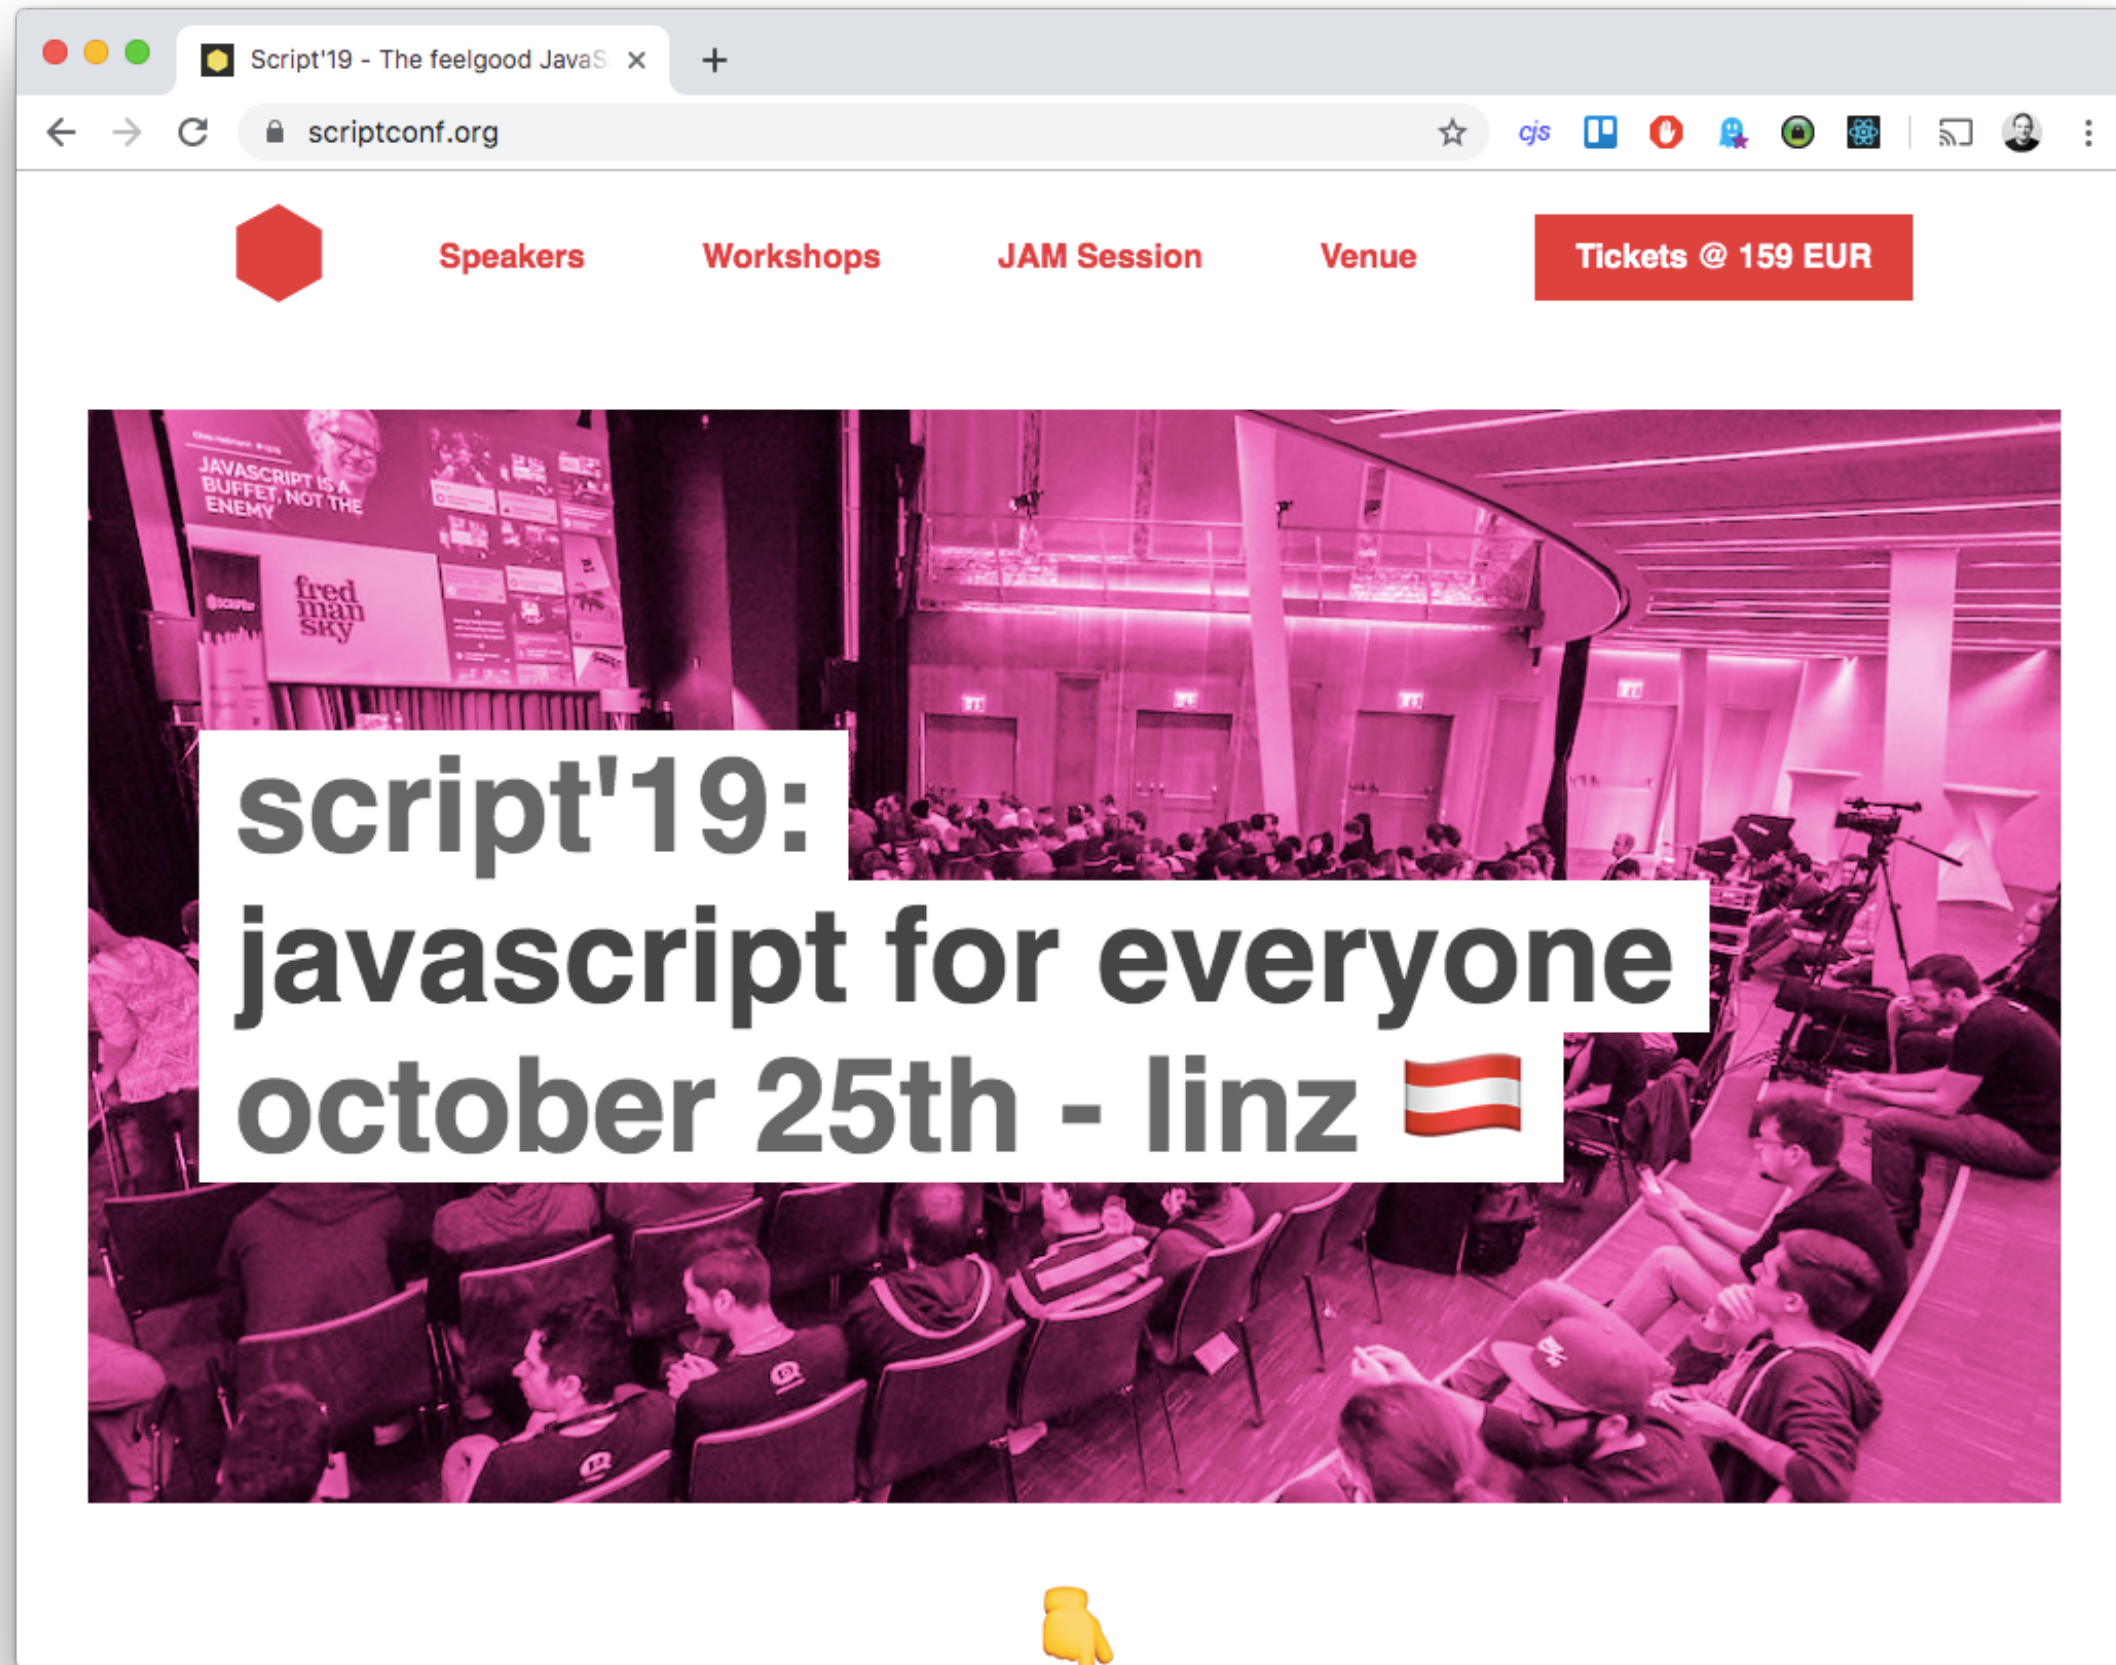 Script'19 - The feelgood JavaS
scriptconf.org
cjs
Speakers
Workshops
JAM Session
Venue
Tickets @ 159 EUR
JAVASCRIPT IS A
BUFFET, NOT THE
ENEMY
fred
man
sky
script'19:
javascript for everyone
october 25th - linz